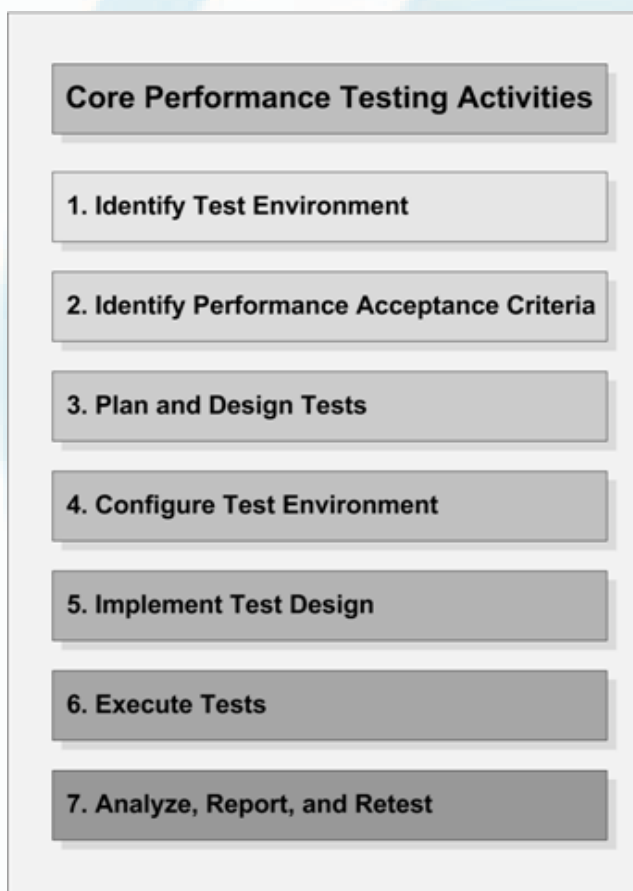 Core Performance Testing Activities
1. Identify Test Environment
2. Identify Performance Acceptance Criteria
3. Plan and Design Tests
4. Configure Test Environment
5. Implement Test Design
6. Execute Tests
7. Analyze, Report, and Retest